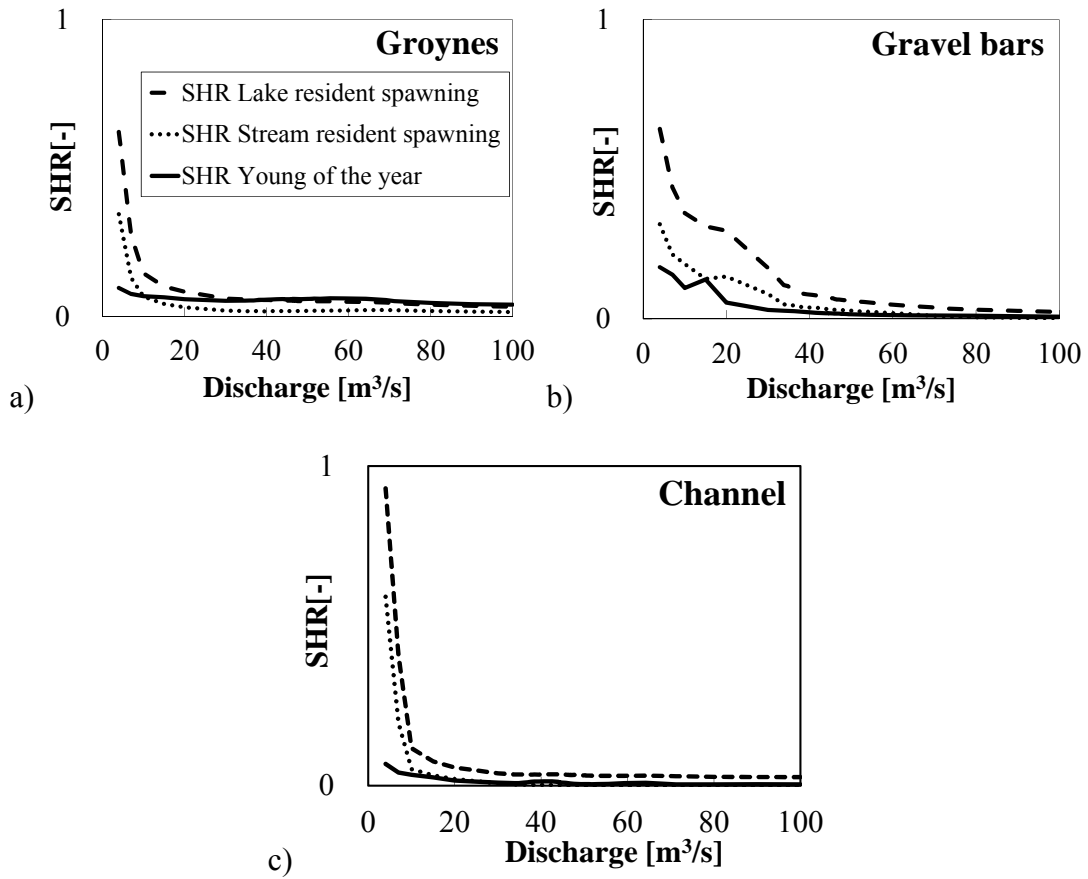 1
Groynes
SHR Lake resident spawning
SHR Stream resident spawning
SHR Young of the year
SHR[-]
0
0 20 40 60 80 100
Discharge [m³/s]
a)
1
Gravel bars
SHR[-]
0
0 20 40 60 80 100
Discharge [m³/s]
b)
1
Channel
SHR[-]
0
0 20 40 60 80 100
Discharge [m³/s]
c)